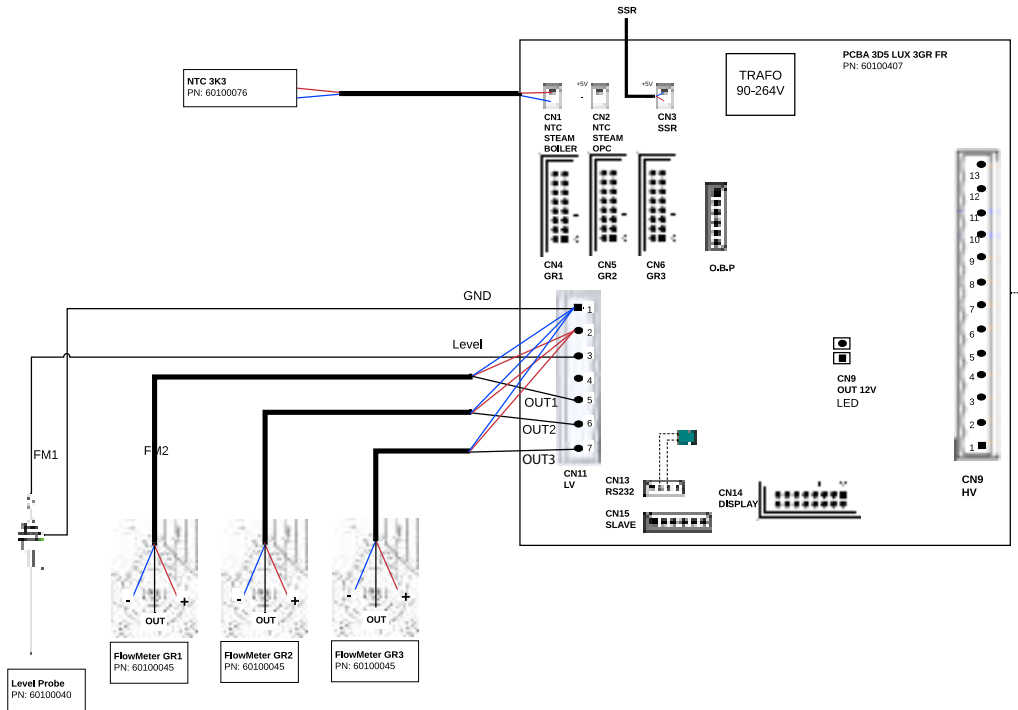 SSR
PCBA 3D5 LUX 3GR FR
PN: 60100407
TRAFO
90-264V
NTC 3K3
PN: 60100076
+5V
+5V
+5V
CN1
NTC
STEAM
BOILER
CN2
NTC
STEAM
OPC
CN3
SSR
CN4
GR1
CN5
GR2
CN6
GR3
O.B.P
13
12
11
10
9
8
7
6
5
4
3
2
1
CN9
HV
GND
Level
1
2
3
4
5
6
7
OUT1
OUT2
OUT3
CN11
LV
CN9
OUT 12V
LED
CN13
RS232
CN15
SLAVE
CN14
DISPLAY
FM1
FM2
-
+
OUT
-
+
OUT
-
+
OUT
FlowMeter GR1
PN: 60100045
FlowMeter GR2
PN: 60100045
FlowMeter GR3
PN: 60100045
Level Probe
PN: 60100040